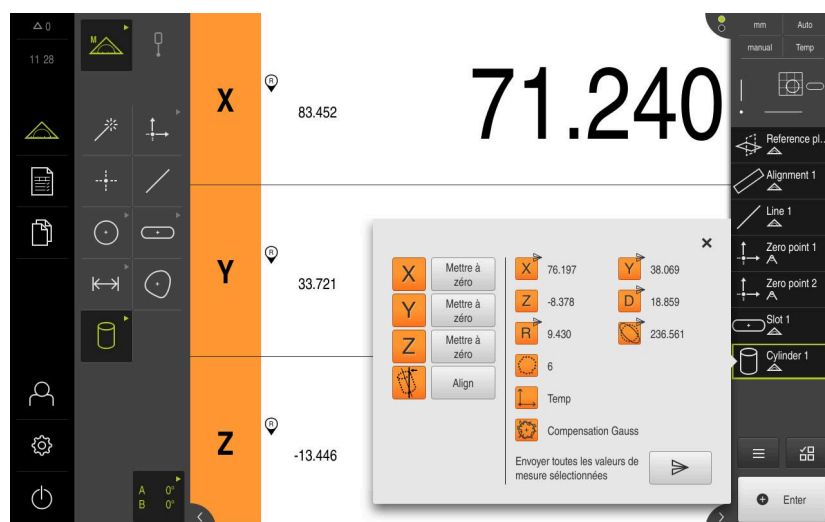 0
11 28
M
A 0°
B 0°
X
R
83.452
71.240
Y
R
33.721
Z
R
-13.446
X
Mettre à
zéro
Y
Mettre à
zéro
Z
Mettre à
zéro
Align
X 76.197
Y 38.069
Z -8.378
D 18.859
R 9.430
236.561
6
Temp
Compensation Gauss
Envoyer toutes les valeurs de
mesure sélectionnées
mm Auto
manual Temp
Reference pl...
Alignment 1
Line 1
Zero point 1
Zero point 2
Slot 1
Cylinder 1
Enter